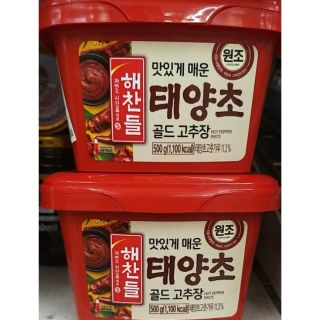 해찬들
맛있게 매운
원조
태양초
골드 고추장
HOT PEPPER
PASTE
500 g(1,100 kcal)
해찬들
맛있게 매운
원조
태양초
골드 고추장
HOT PEPPER
PASTE
500 g(1,100 kcal)